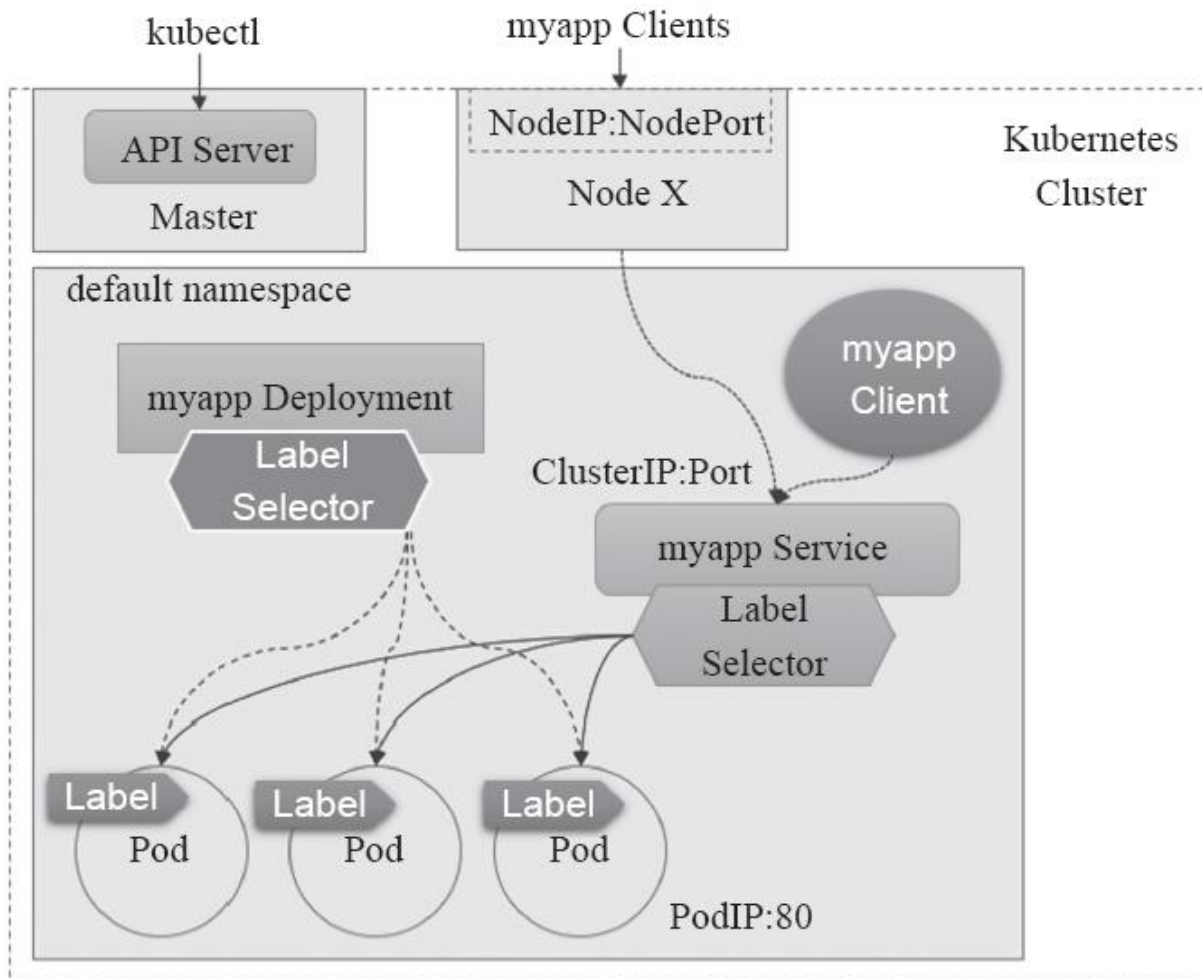 kubectl
myapp Clients
API Server
Master
NodeIP:NodePort
Node X
Kubernetes
Cluster
default namespace
myapp Deployment
Label
Selector
myapp
Client
ClusterIP:Port
myapp Service
Label
Selector
Label
Pod
Label
Pod
Label
Pod
PodIP:80